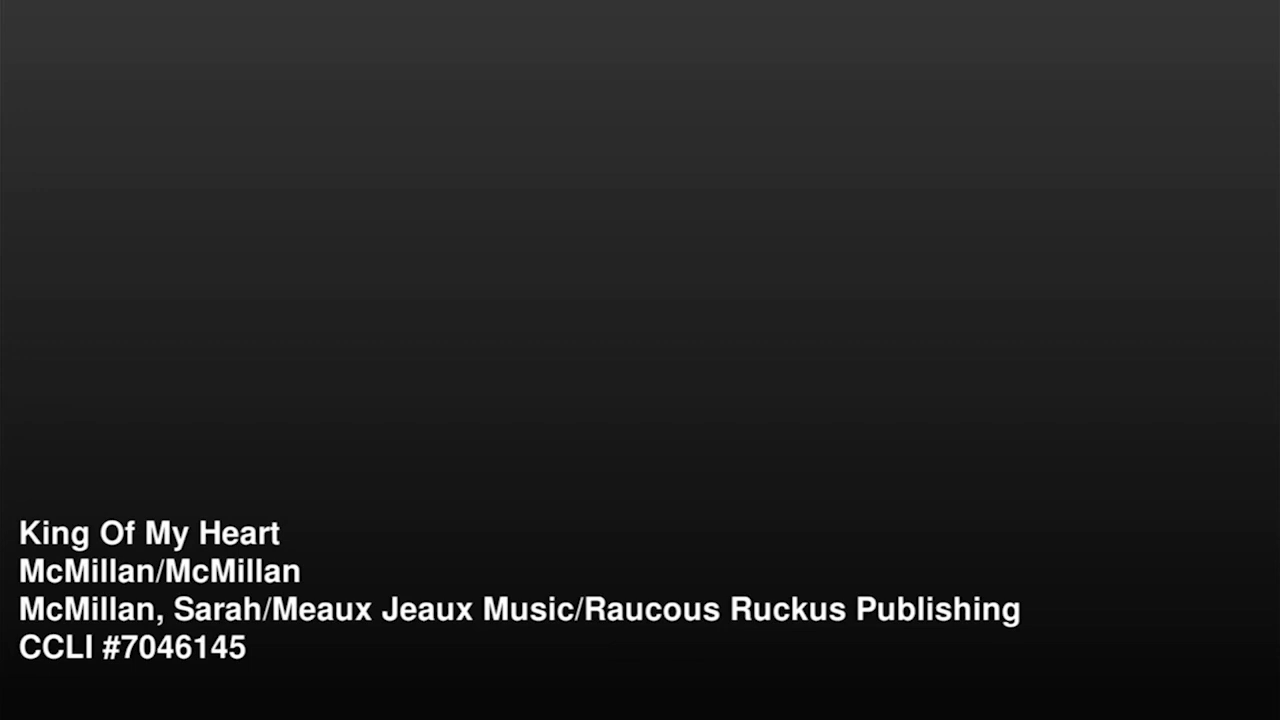 King Of My Heart
McMillan/McMillan
McMillan, Sarah/Meaux Jeaux Music/Raucous Ruckus Publishing
CCLI #7046145